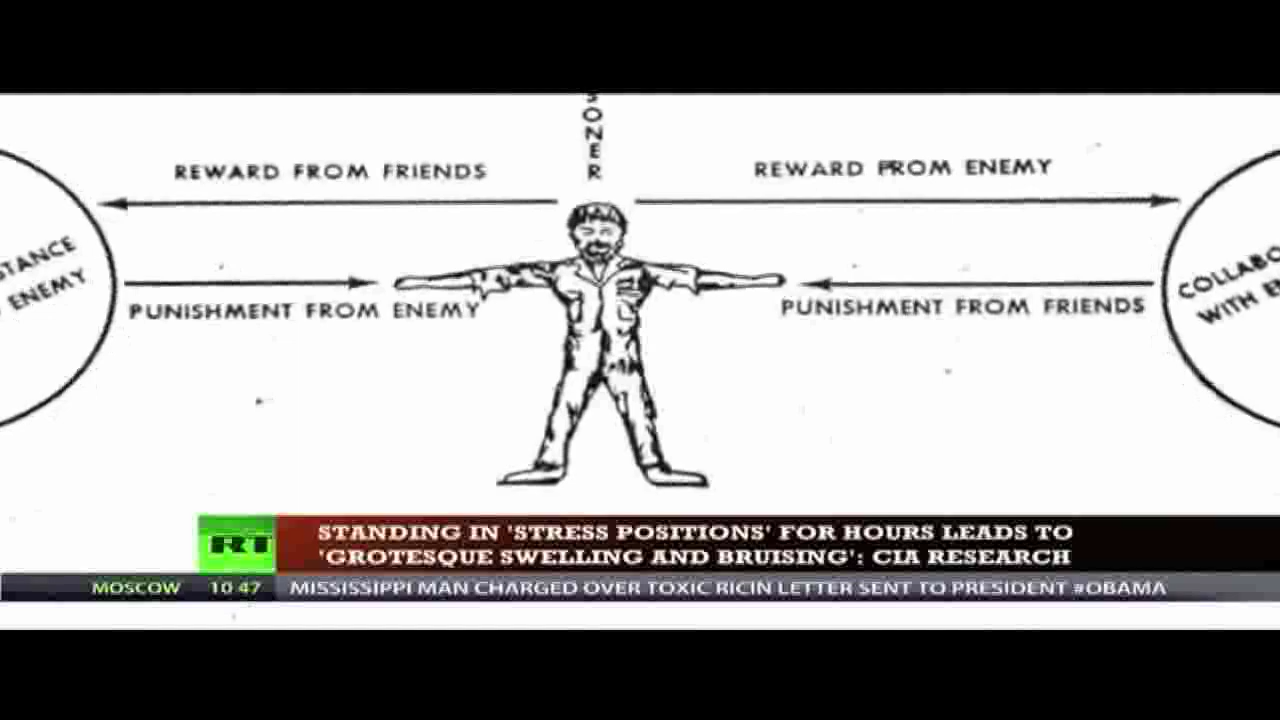 SONER
REWARD FROM FRIENDS
REWARD PROM ENEMY
STANCE
ENEMY
PUNISHMENT FROM ENEMY
PUNISHMENT FROM FRIENDS
COLLABO
WITH E
RT
STANDING IN 'STRESS POSITIONS' FOR HOURS LEADS TO
'GROTESQUE SWELLING AND BRUISING': CIA RESEARCH
MOSCOW 10 47 MISSISSIPPI MAN CHARGED OVER TOXIC RICIN LETTER SENT TO PRESIDENT #OBAMA